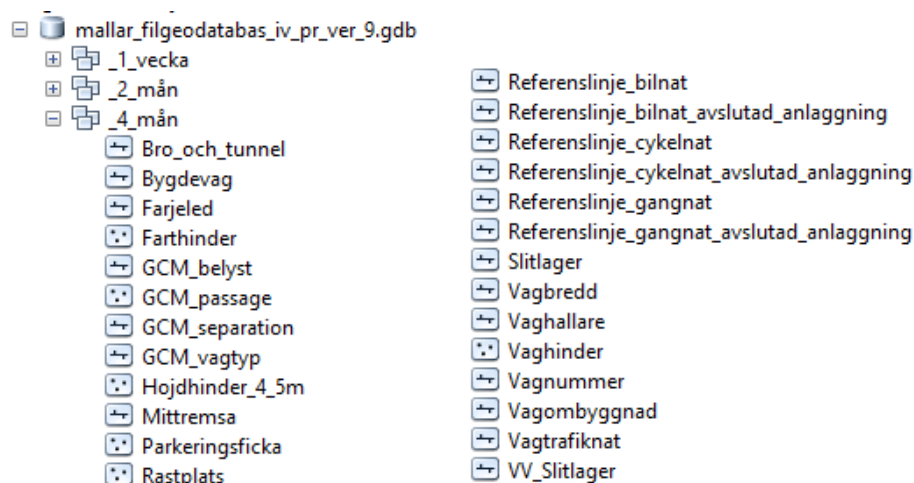 mallar_filgeodatabas_iv_pr_ver_9.gdb
_1_vecka
_2_mån
_4_mån
Bro_och_tunnel
Bygdevag
Farjeled
Farthinder
GCM_belyst
GCM_passage
GCM_separation
GCM_vagtyp
Hojdhinder_4_5m
Mittremsa
Parkeringsficka
Rastplats
Referenslinje_bilnat
Referenslinje_bilnat_avslutad_anlaggning
Referenslinje_cykelnat
Referenslinje_cykelnat_avslutad_anlaggning
Referenslinje_gangnat
Referenslinje_gangnat_avslutad_anlaggning
Slitlager
Vagbredd
Vaghallare
Vaghinder
Vagnummer
Vagombyggnad
Vagtrafiknat
VV_Slitlager